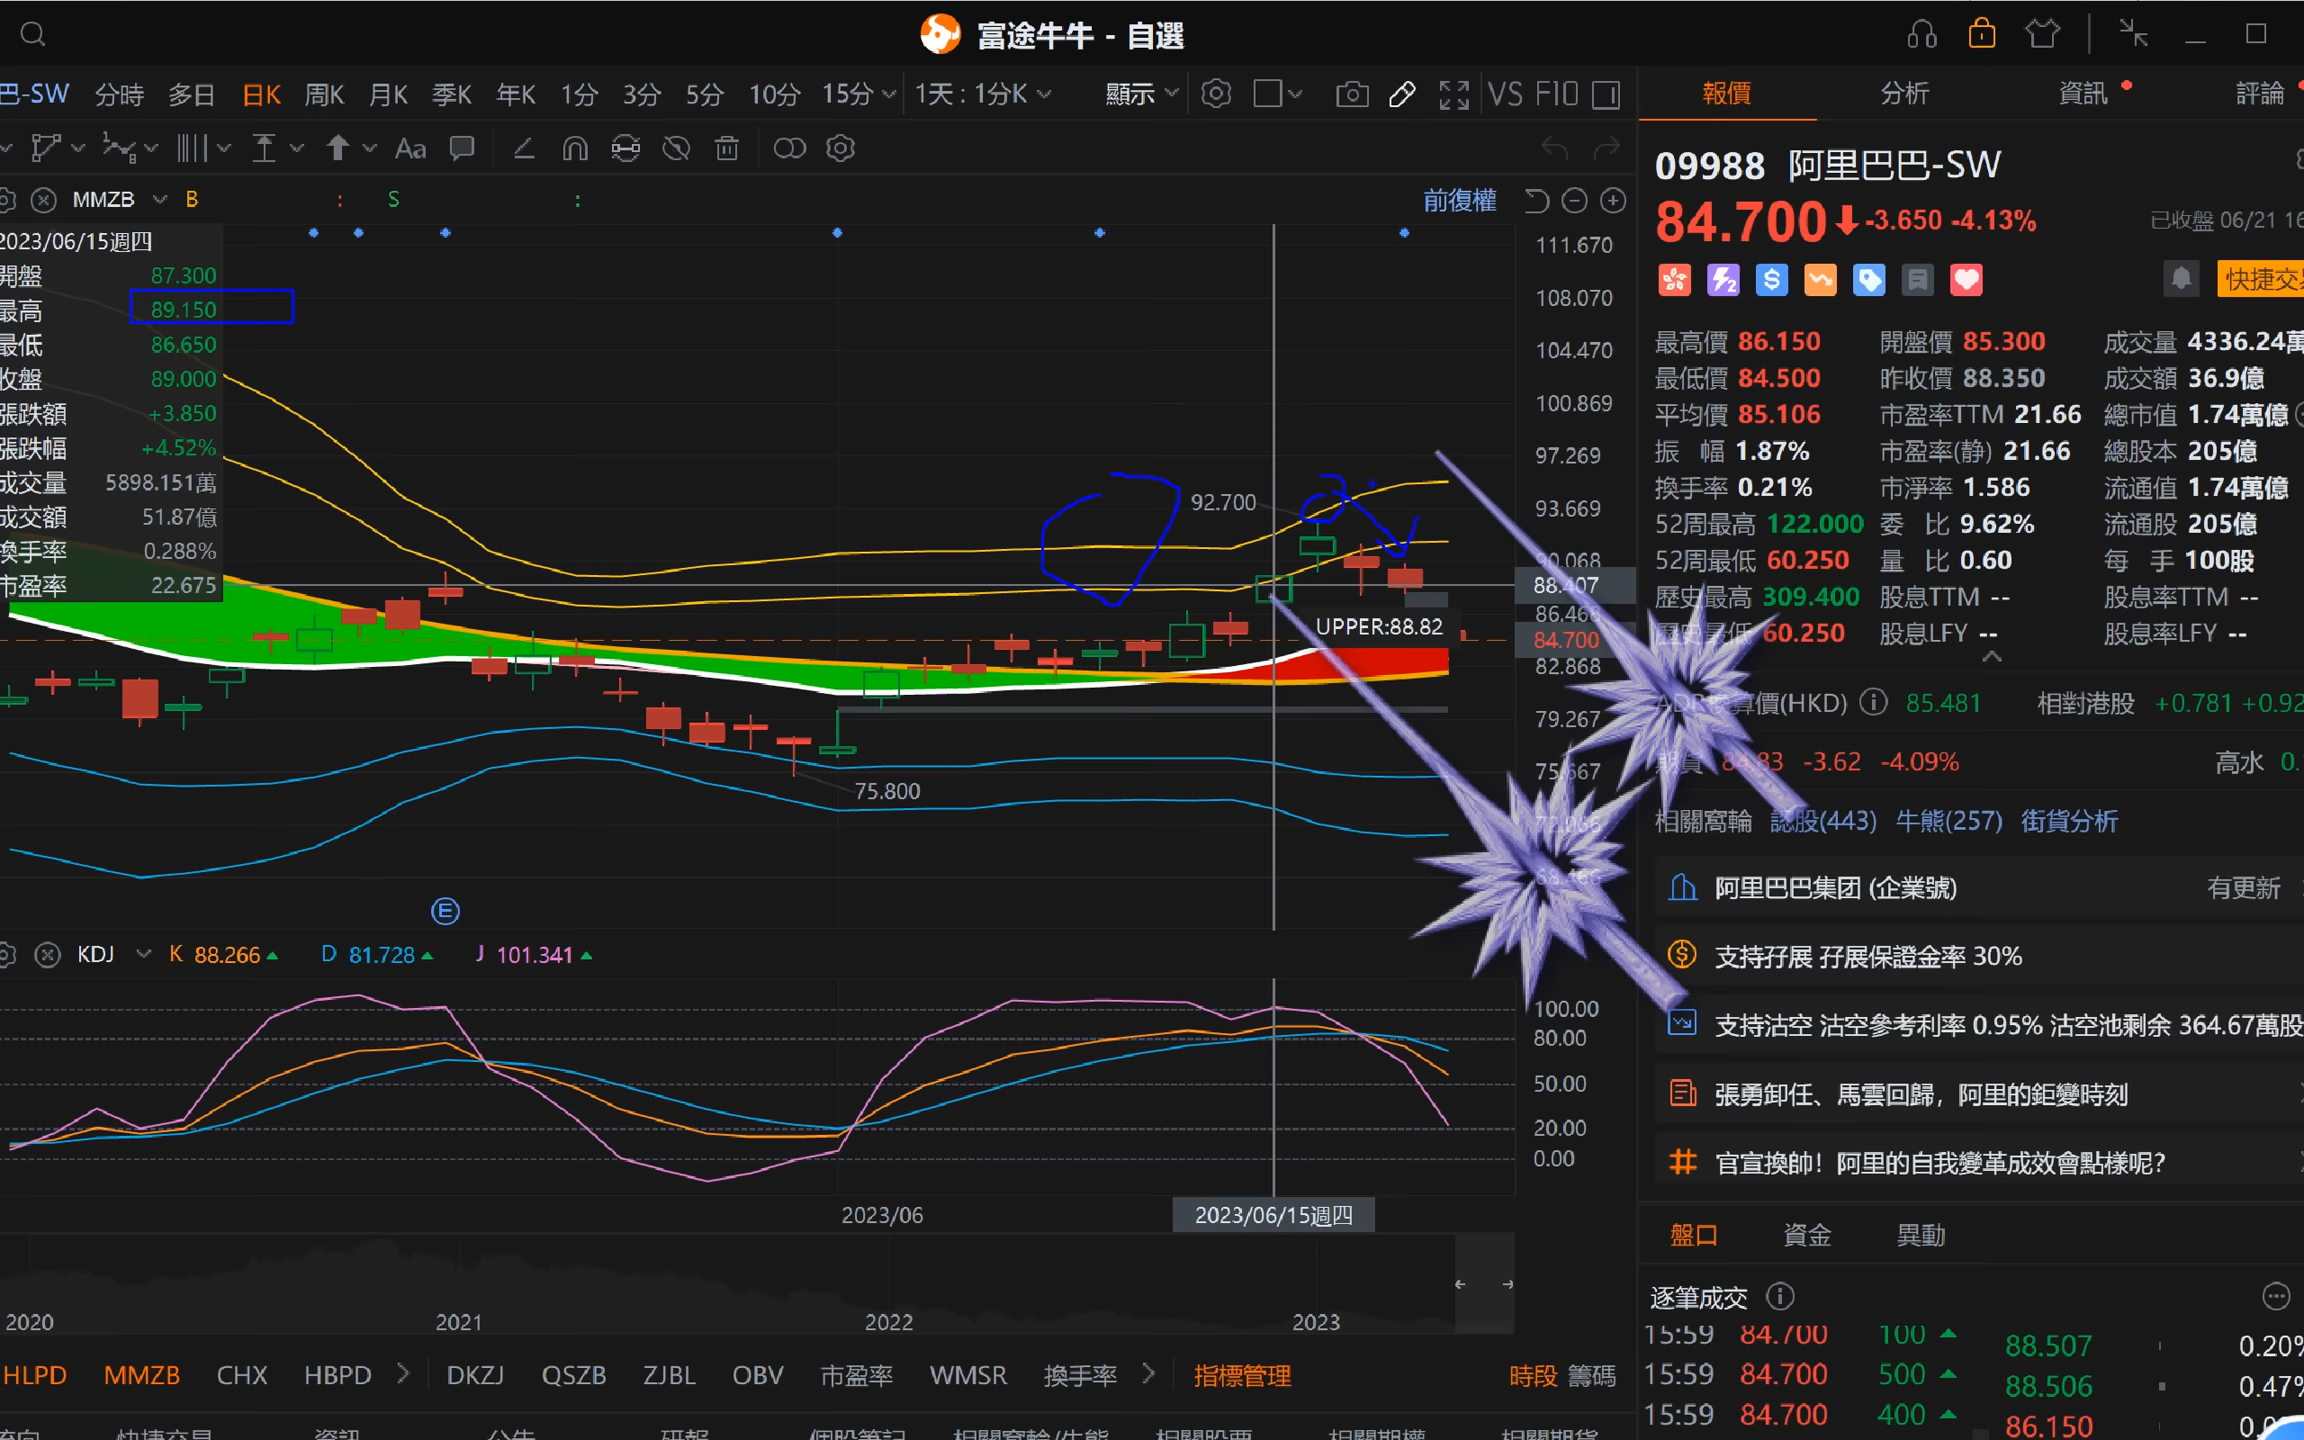 富途牛牛 - 自選
巴-SW 分時 多日 日K 周K 月K 季K 年K 1分 3分 5分 10分 15分 1天 : 1分K 顯示 VS F10
報價 分析 資訊 評論
Aa
MMZB B : S :
前復權
2023/06/15週四
開盤 87.300
最高 89.150
最低 86.650
收盤 89.000
漲跌額 +3.850
漲跌幅 +4.52%
成交量 5898.151萬
成交額 51.87億
換手率 0.288%
市盈率 22.675
92.700
75.800
UPPER:88.82
E
111.670
108.070
104.470
100.869
97.269
93.669
90.068
88.407
86.468
84.700
82.868
79.267
75.667
KDJ K 88.266 D 81.728 J 101.341
100.00
80.00
50.00
20.00
0.00
2023/06 2023/06/15週四
2020 2021 2022 2023
HLPD MMZB CHX HBPD DKZJ QSZB ZJBL OBV 市盈率 WMSR 換手率 指標管理 時段 籌碼
09988 阿里巴巴-SW
84.700 -3.650 -4.13%
已收盤 06/21 16
快捷交易
最高價 86.150 開盤價 85.300 成交量 4336.24萬
最低價 84.500 昨收價 88.350 成交額 36.9億
平均價 85.106 市盈率TTM 21.66 總市值 1.74萬億
振 幅 1.87% 市盈率(静) 21.66 總股本 205億
換手率 0.21% 市淨率 1.586 流通值 1.74萬億
52周最高 122.000 委 比 9.62% 流通股 205億
52周最低 60.250 量 比 0.60 每 手 100股
歷史最高 309.400 股息TTM -- 股息率TTM --
歷史最低 60.250 股息LFY -- 股息率LFY --
(HKD) 85.481 相對港股 +0.781 +0.92
-3.62 -4.09% 高水 0.
相關窩輪 認股(443) 牛熊(257) 街貨分析
阿里巴巴集团 (企業號) 有更新
支持孖展 孖展保證金率 30%
支持沽空 沽空參考利率 0.95% 沽空池剩余 364.67萬股
張勇卸任、馬雲回歸，阿里的鉅變時刻
官宣換帥！阿里的自我變革成效會點樣呢？
盤口 資金 異動
逐筆成交
15:59 84.700 100
15:59 84.700 500
15:59 84.700 400
88.507 0.20%
88.506 0.47%
86.150